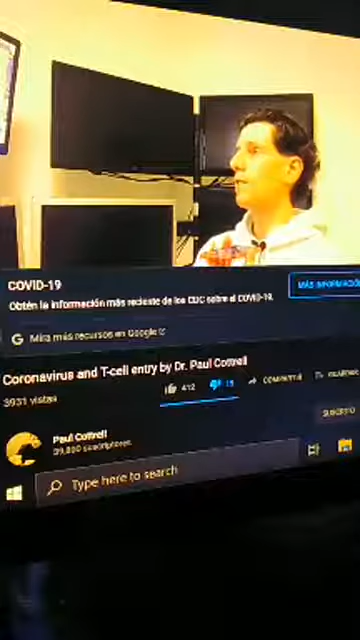 COVID-19
MÁS INFORMACIÓN
Obtén la información más reciente de los CDC sobre el COVID-19.
Mira más recursos en Google
Coronavirus and T-cell entry by Dr. Paul Cottrell
3931 vistas
412
15
COMPARTIR
Paul Cottrell
SUSCRITO
suscriptores
Type here to search